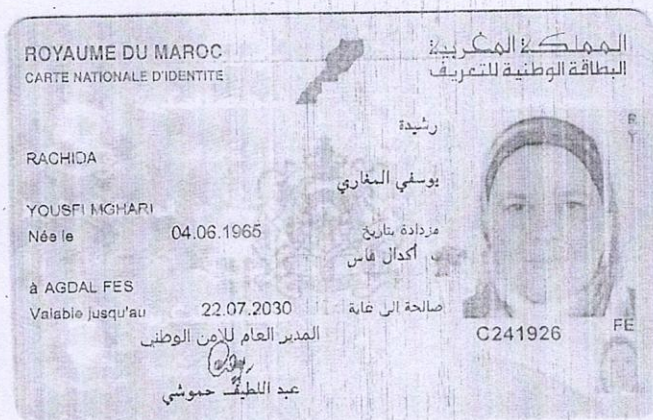 ROYAUME DU MAROC
CARTE NATIONALE D'IDENTITE
المملكة المغربية
البطاقة الوطنية للتعريف
رشيدة
RACHIDA
يوسفي المغاري
YOUSFI MGHARI
Née le 04.06.1965 مزدادة بتاريخ
ب أكدال فاس
à AGDAL FES
Valable jusqu'au 22.07.2030 صالحة الى غاية
المدير العام للأمن الوطني
عبد اللطيف حموشي
C241926
R
Y
FE